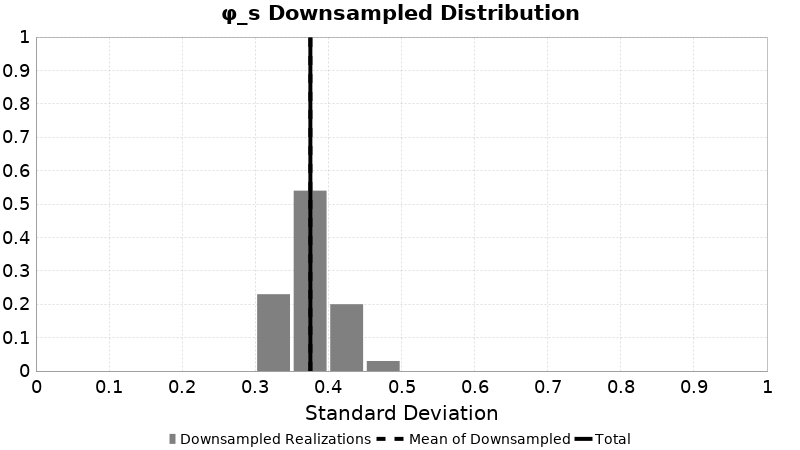 φ_s Downsampled Distribution
1
0.9
0.8
0.7
0.6
0.5
0.4
0.3
0.2
0.1
0
0 0.1 0.2 0.3 0.4 0.5 0.6 0.7 0.8 0.9 1
Standard Deviation
Downsampled Realizations Mean of Downsampled Total